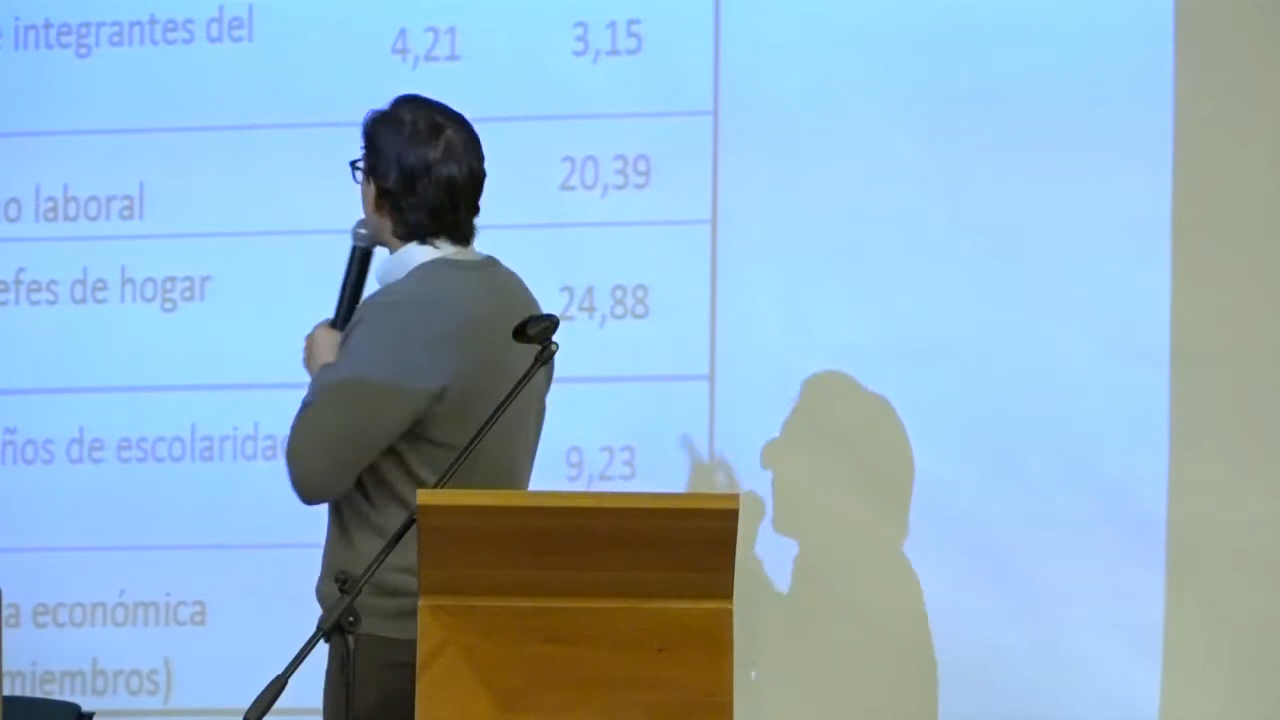 integrantes del 4,21 3,15
laboral 20,39
efes de hogar 24,88
ños de escolarida 9,23
a económica
miembros)